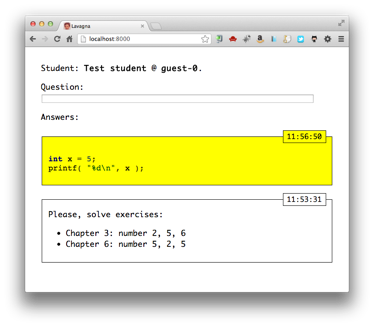 Lavagna
localhost:8000
Student: Test student @ guest-0.
Question:
Answers:
11:56:50
int x = 5;
printf( "%d\n", x );
11:53:31
Please, solve exercises:
• Chapter 3: number 2, 5, 6
• Chapter 6: number 5, 2, 5